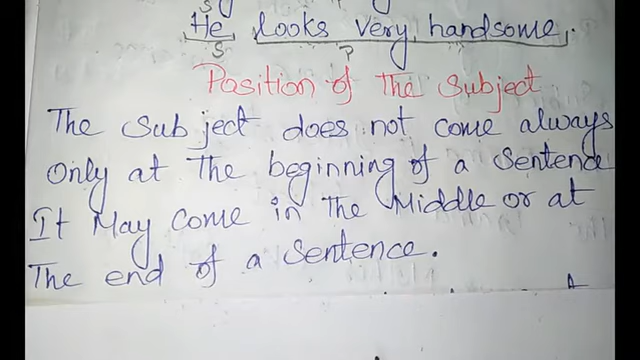 S
He looks very handsome.
S P
Position of The Subject
The Subject does not come always
Only at The beginning of a Sentence
It May Come in The Middle or at
The end of a Sentence.